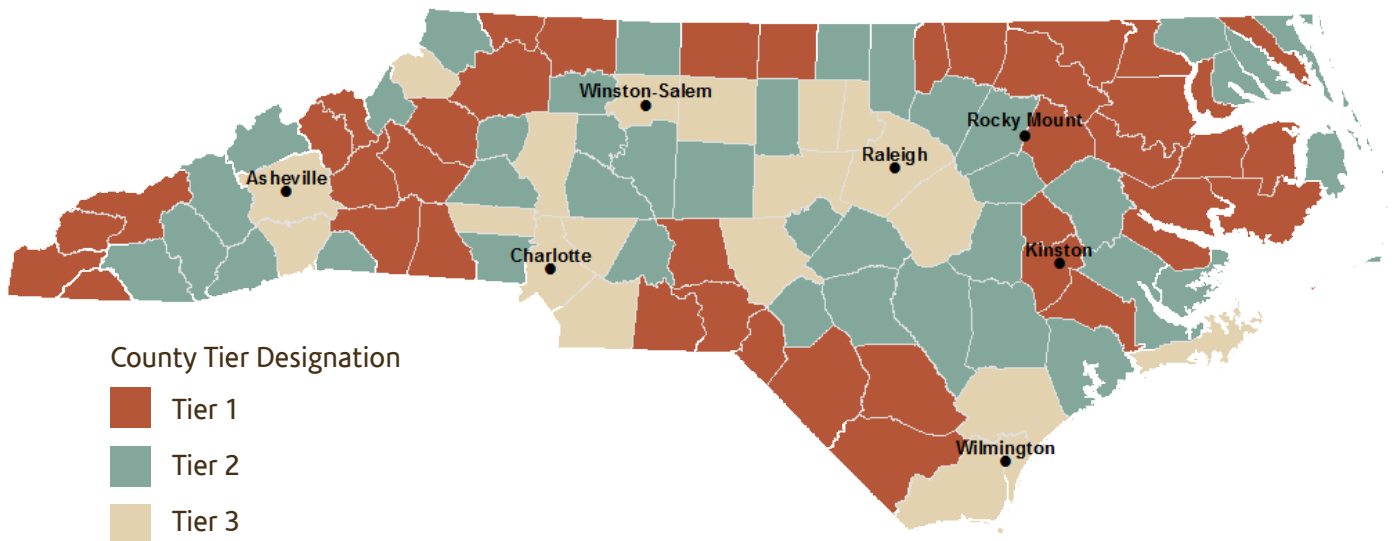 Winston-Salem
Rocky Mount
Raleigh
Asheville
Charlotte
Kinston
Wilmington
County Tier Designation
Tier 1
Tier 2
Tier 3